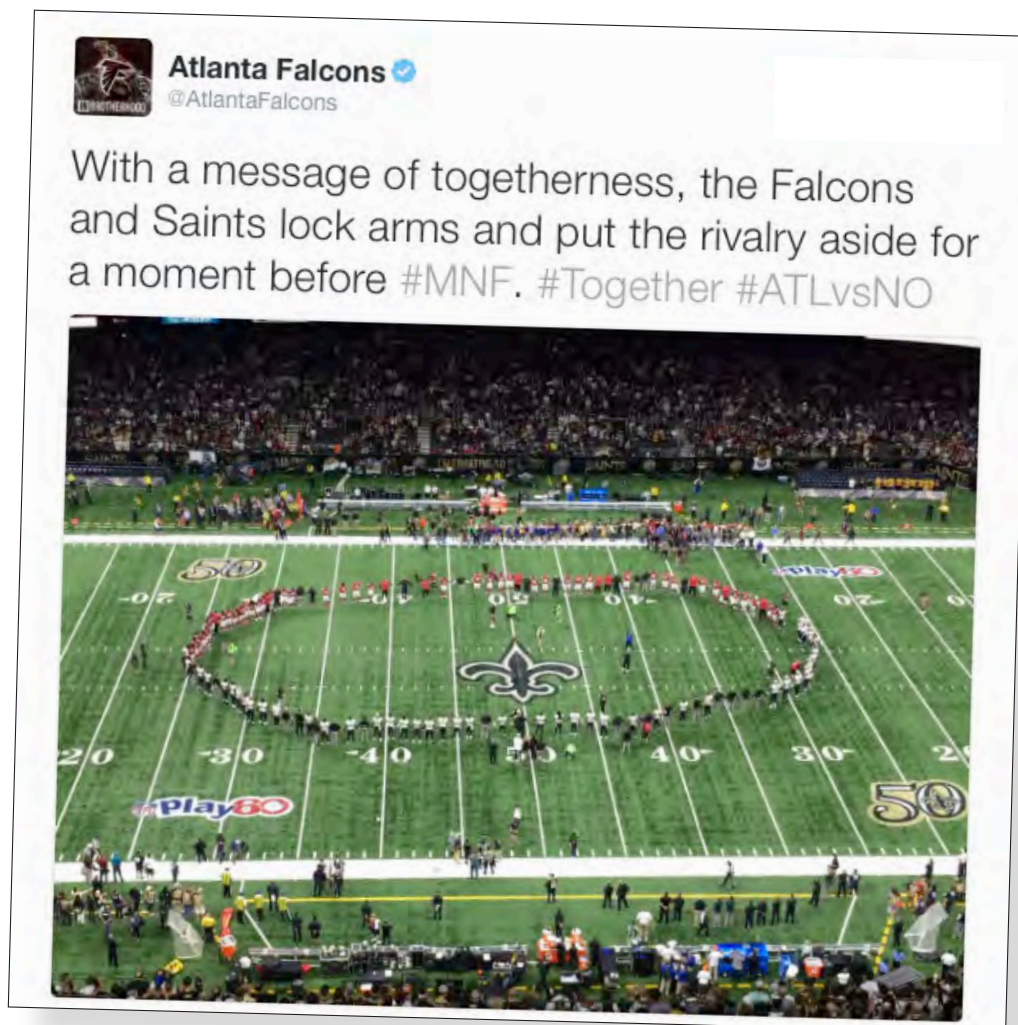 Atlanta Falcons
@AtlantaFalcons
With a message of togetherness, the Falcons
and Saints lock arms and put the rivalry aside for
a moment before #MNF. #Together #ATLvsNO
50
play60
20 30 40 50 40 30 20
play60
50